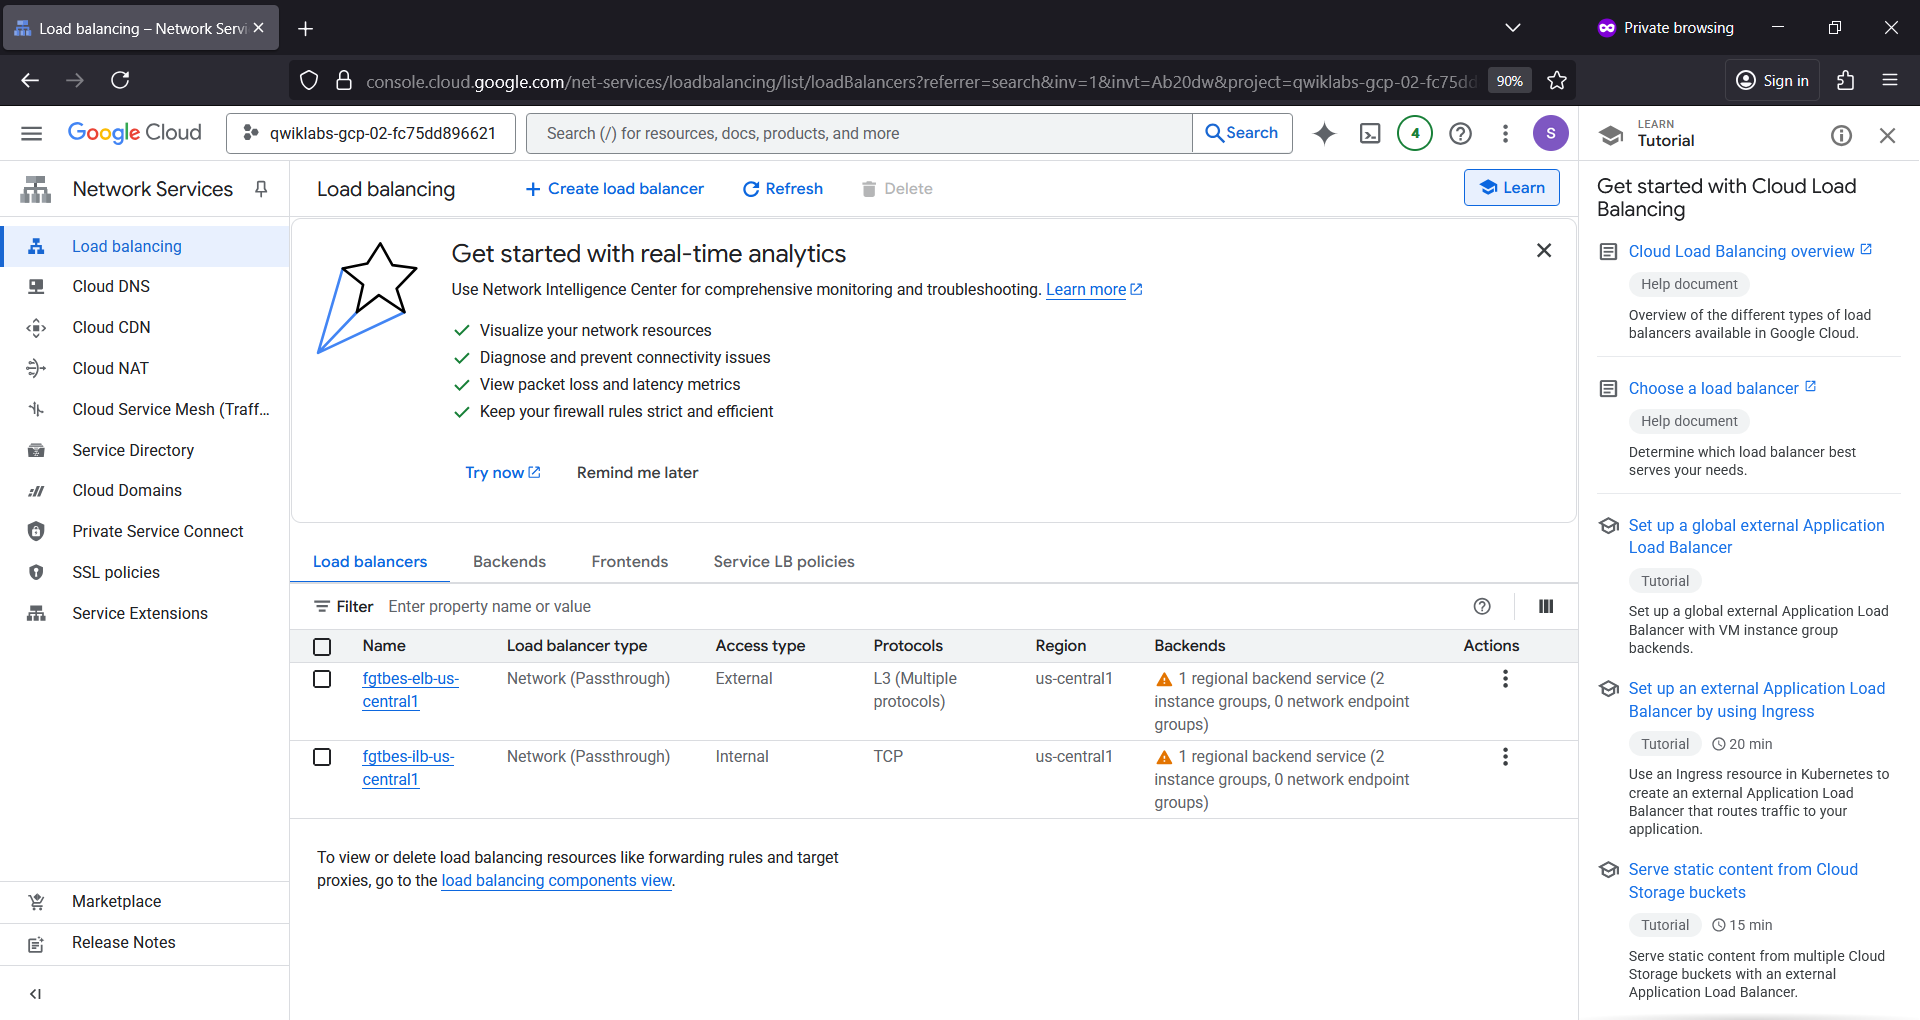 Load balancing – Network Servi
Private browsing
console.cloud.google.com/net-services/loadbalancing/list/loadBalancers?referrer=search&inv=1&invt=Ab20dw&project=qwiklabs-gcp-02-fc75dd
90%
Sign in
Google Cloud
qwiklabs-gcp-02-fc75dd896621
Search (/) for resources, docs, products, and more
Search
4
S
LEARN
Tutorial
Network Services
Load balancing
Create load balancer
Refresh
Delete
Learn
Load balancing
Cloud DNS
Cloud CDN
Cloud NAT
Cloud Service Mesh (Traff...
Service Directory
Cloud Domains
Private Service Connect
SSL policies
Service Extensions
Marketplace
Release Notes
Get started with real-time analytics
Use Network Intelligence Center for comprehensive monitoring and troubleshooting. Learn more
Visualize your network resources
Diagnose and prevent connectivity issues
View packet loss and latency metrics
Keep your firewall rules strict and efficient
Try now
Remind me later
Load balancers
Backends
Frontends
Service LB policies
Filter
Enter property name or value
Name
Load balancer type
Access type
Protocols
Region
Backends
Actions
fgtbes-elb-us-
central1
Network (Passthrough)
External
L3 (Multiple
protocols)
us-central1
1 regional backend service (2
instance groups, 0 network endpoint
groups)
fgtbes-ilb-us-
central1
Network (Passthrough)
Internal
TCP
us-central1
1 regional backend service (2
instance groups, 0 network endpoint
groups)
To view or delete load balancing resources like forwarding rules and target
proxies, go to the load balancing components view.
Get started with Cloud Load
Balancing
Cloud Load Balancing overview
Help document
Overview of the different types of load
balancers available in Google Cloud.
Choose a load balancer
Help document
Determine which load balancer best
serves your needs.
Set up a global external Application
Load Balancer
Tutorial
Set up a global external Application Load
Balancer with VM instance group
backends.
Set up an external Application Load
Balancer by using Ingress
Tutorial
20 min
Use an Ingress resource in Kubernetes to
create an external Application Load
Balancer that routes traffic to your
application.
Serve static content from Cloud
Storage buckets
Tutorial
15 min
Serve static content from multiple Cloud
Storage buckets with an external
Application Load Balancer.